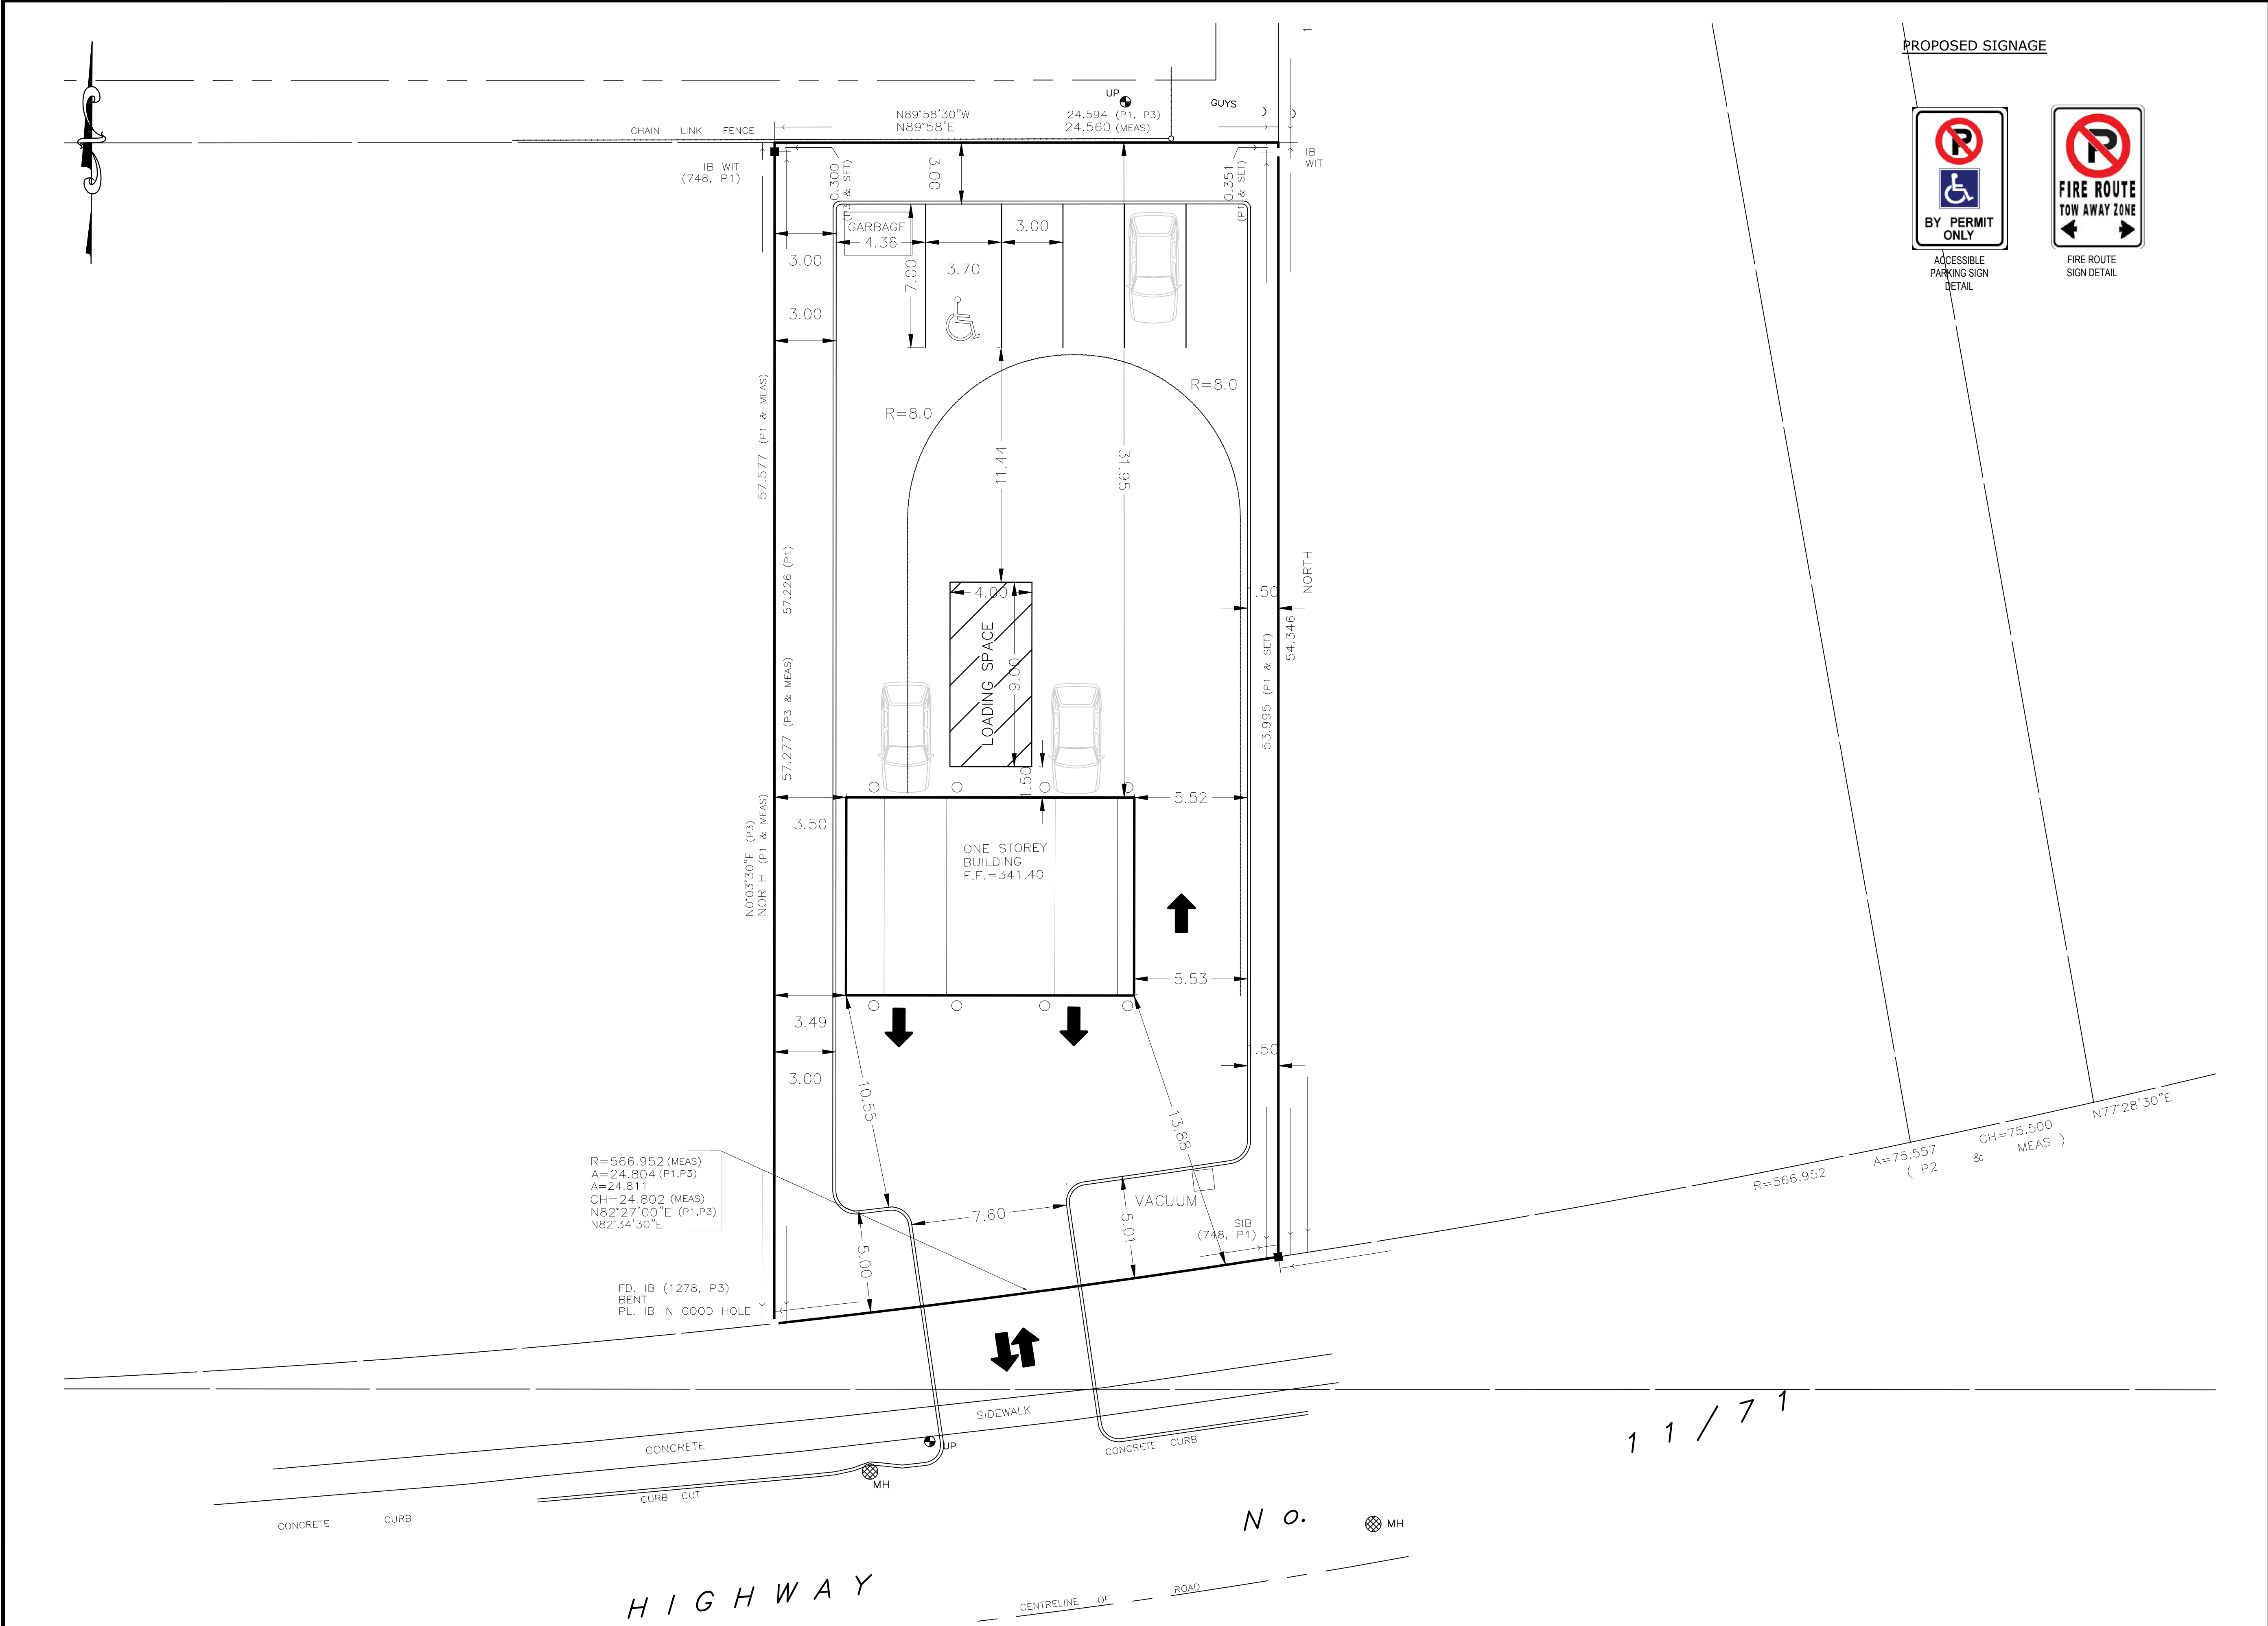 PROPOSED SIGNAGE
P
BY PERMIT
ONLY
ACCESSIBLE
PARKING SIGN
DETAIL
P
FIRE ROUTE
TOW AWAY ZONE
FIRE ROUTE
SIGN DETAIL
UP
GUYS
N89°58'30"W
24.594 (P1, P3)
N89°58'E
24.560 (MEAS)
CHAIN LINK FENCE
IB WIT
(748, P1)
IB
WIT
0.300
(P3 & SET)
3.00
0.351
(P1 & SET)
GARBAGE
4.36
3.00
3.00
7.00
3.70
3.00
R=8.0
R=8.0
57.577 (P1 & MEAS)
11.44
31.95
57.226 (P1)
NORTH
4.00
1.50
LOADING SPACE
9.00
54.346
53.995 (P1 & SET)
57.277 (P3 & MEAS)
1.50
5.52
3.50
N0°03'30"E (P3)
NORTH (P1 & MEAS)
ONE STOREY
BUILDING
F.F.=341.40
5.53
3.49
1.50
3.00
10.55
13.88
R=566.952 (MEAS)
A=24.804 (P1,P3)
A=24.811
CH=24.802 (MEAS)
N82°27'00"E (P1,P3)
N82°34'30"E
7.60
VACUUM
5.01
SIB
(748, P1)
5.00
FD. IB (1278, P3)
BENT
PL. IB IN GOOD HOLE
R=566.952
A=75.557
CH=75.500
( P2 & MEAS )
N77°28'30"E
SIDEWALK
CONCRETE
UP
CONCRETE CURB
MH
CURB CUT
CONCRETE CURB
HIGHWAY
No.
11/71
MH
CENTRELINE OF ROAD